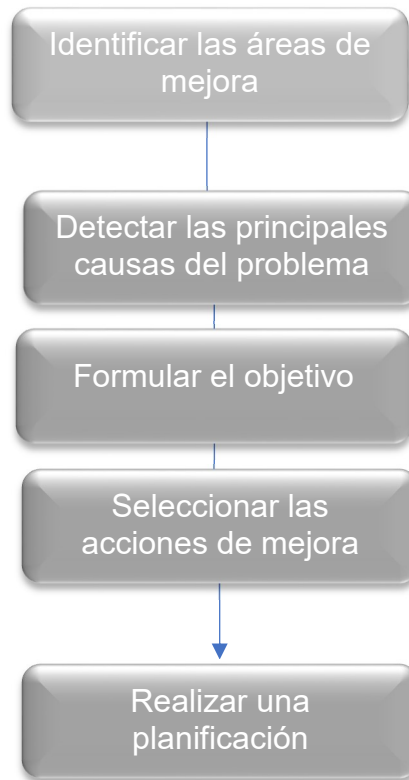 Identificar las áreas de
mejora
Detectar las principales
causas del problema
Formular el objetivo
Seleccionar las
acciones de mejora
Realizar una
planificación